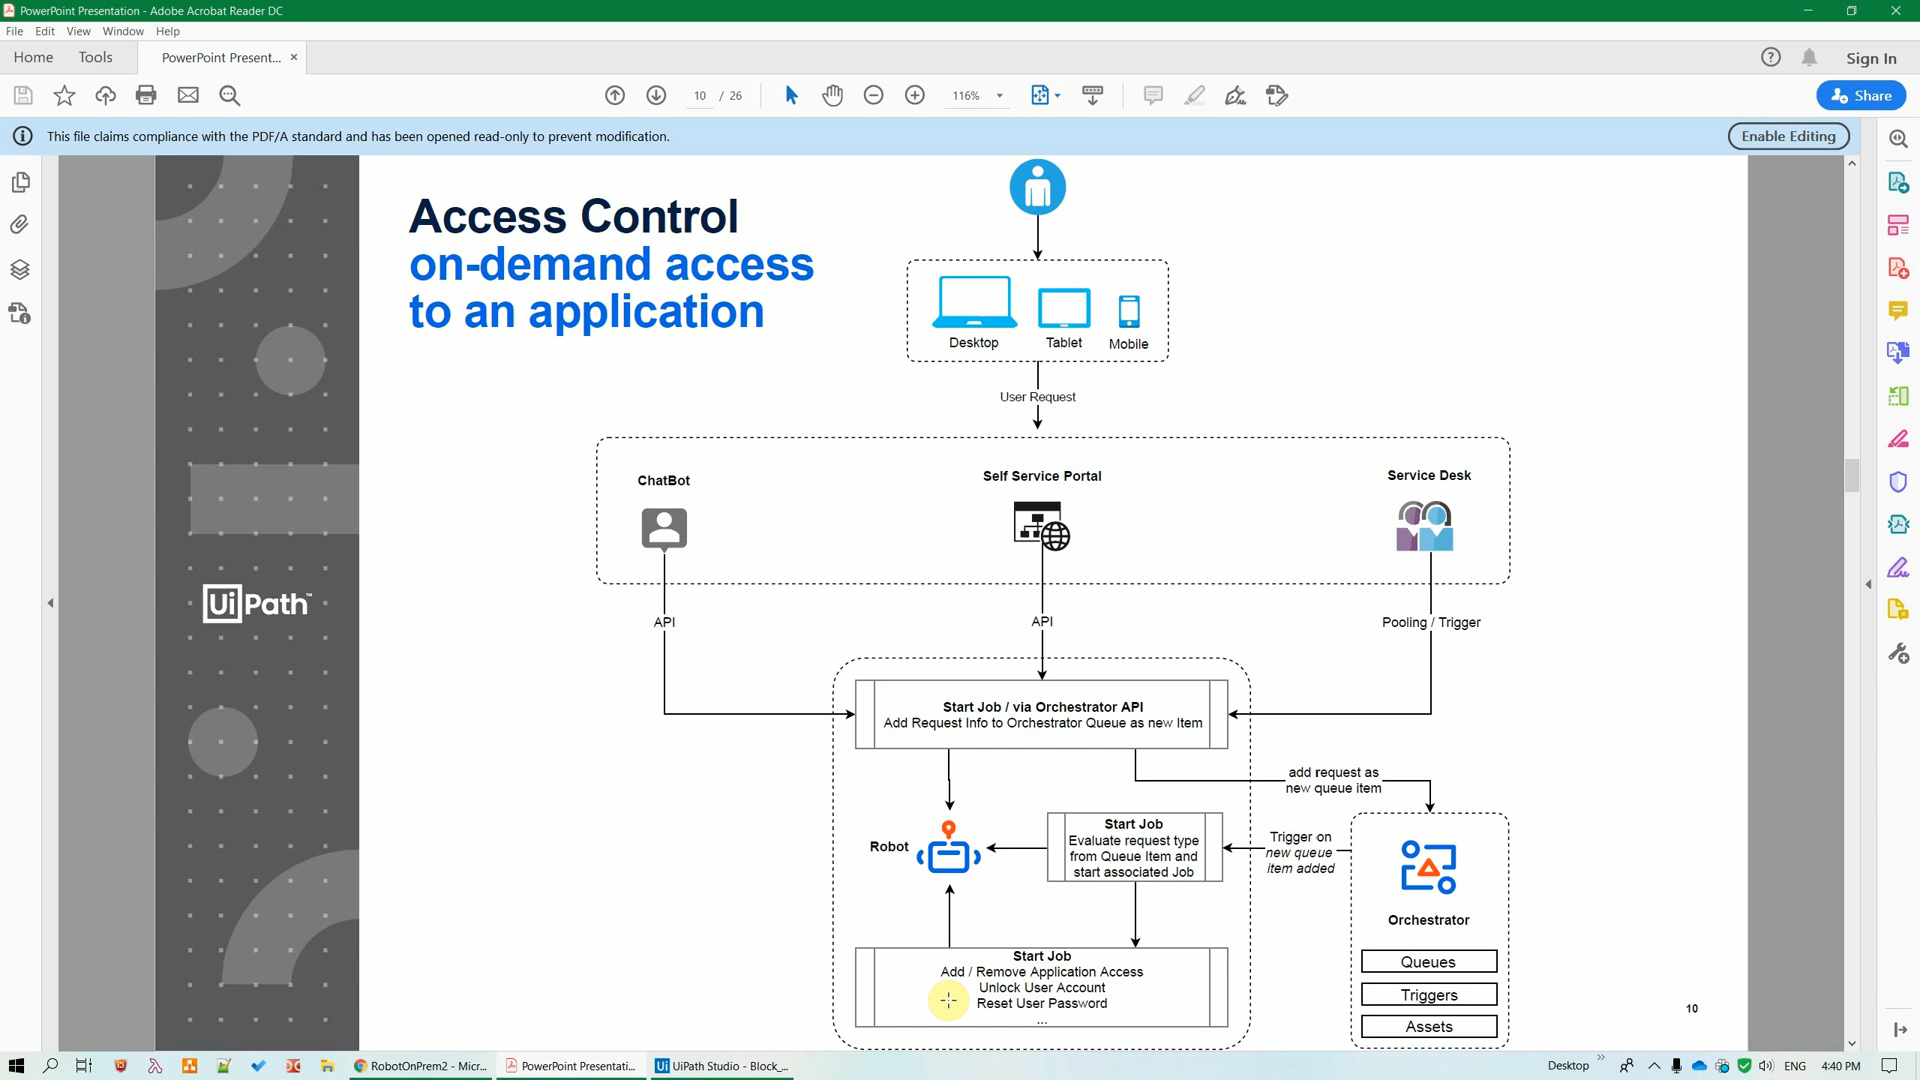 PowerPoint Presentation - Adobe Acrobat Reader DC
File Edit View Window Help
Home Tools PowerPoint Present... ×
Sign In
10 / 26
116%
Share
This file claims compliance with the PDF/A standard and has been opened read-only to prevent modification.
Enable Editing
Access Control
on-demand access
to an application
Desktop Tablet Mobile
User Request
ChatBot
Self Service Portal
Service Desk
UiPath™
API
API
Pooling / Trigger
Start Job / via Orchestrator API
Add Request Info to Orchestrator Queue as new Item
add request as
new queue item
Robot
Start Job
Evaluate request type
from Queue Item and
start associated Job
Trigger on
new queue
item added
Orchestrator
Queues
Triggers
Assets
Start Job
Add / Remove Application Access
Unlock User Account
Reset User Password
...
10
RobotOnPrem2 - Micr...
PowerPoint Presentati...
UiPath Studio - Block_...
Desktop
ENG
4:40 PM